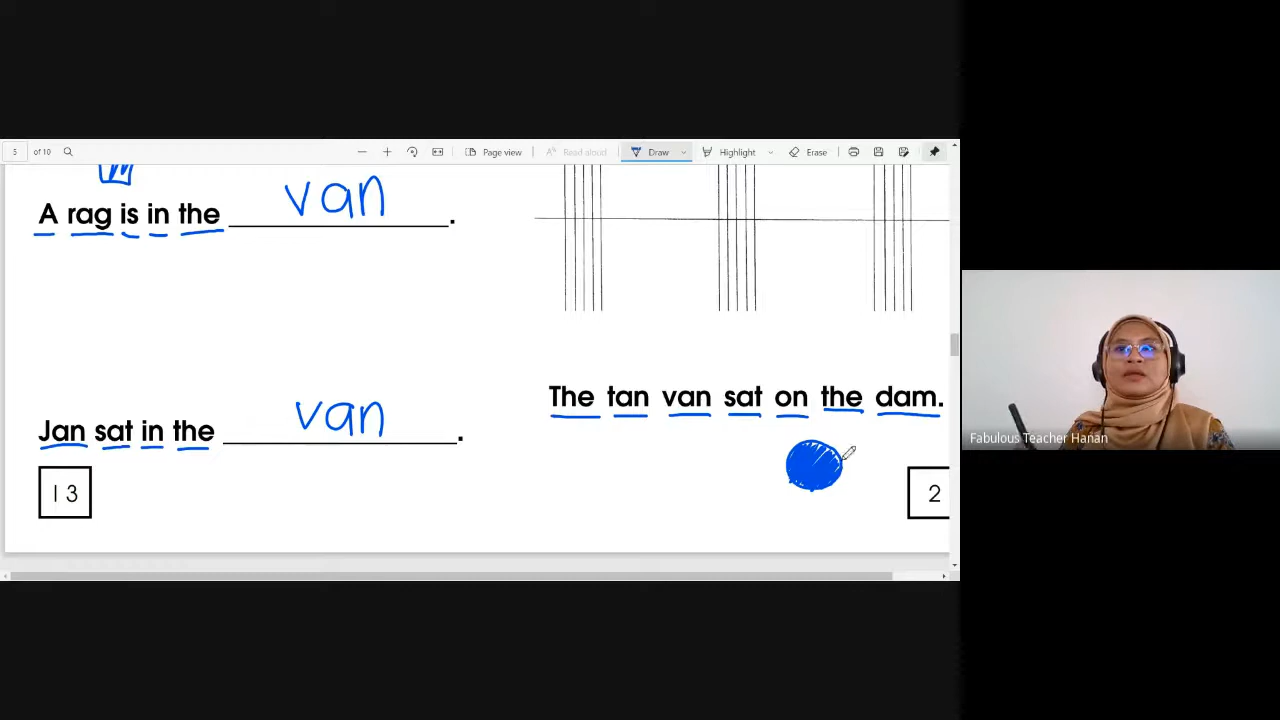 5 of 10
Page view
Read aloud
Draw
Highlight
Erase
A rag is in the van.
Jan sat in the van.
13
The tan van sat on the dam.
2
Fabulous Teacher Hanan